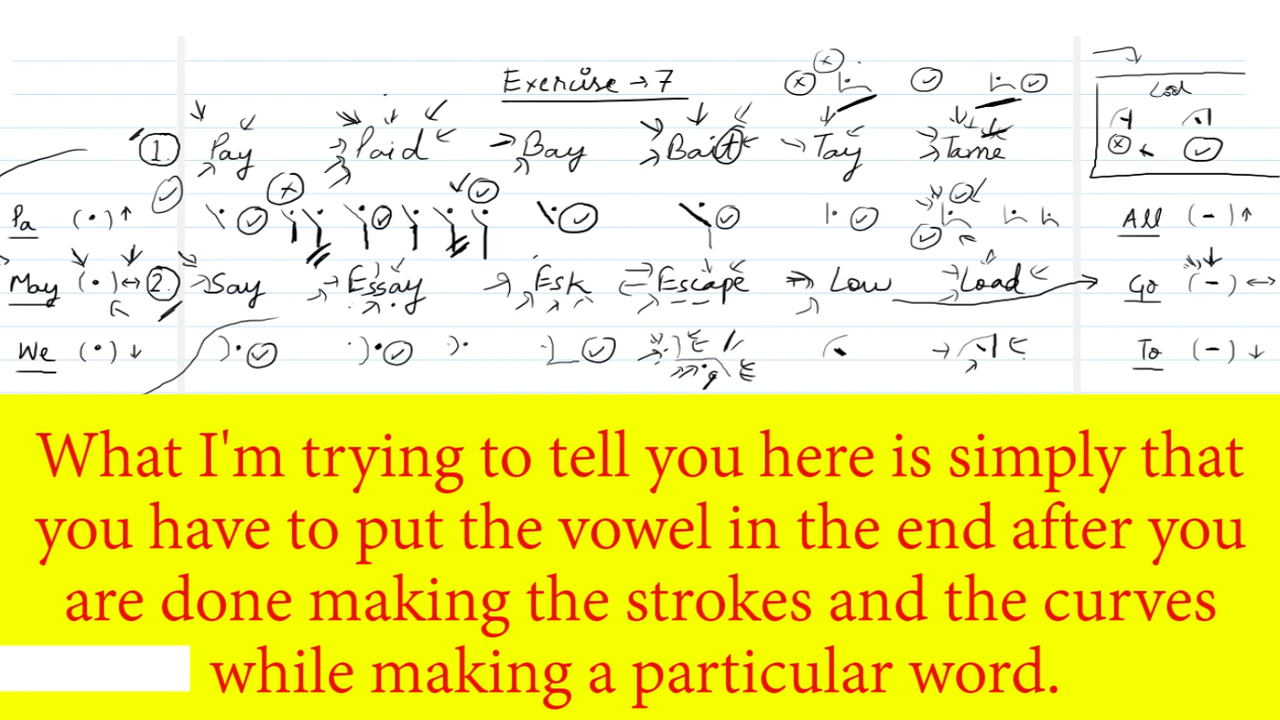 Exercise → 7
Load
1. Pay → Paid → Bay Bait → Tay Tame
Pa (•) ↑ All (-) ↑
May (•) ↔ 2. Say Essay → Esk Escape Low Load Go (-) ↔
We (•) ↓ To (-) ↓
What I'm trying to tell you here is simply that
you have to put the vowel in the end after you
are done making the strokes and the curves
while making a particular word.